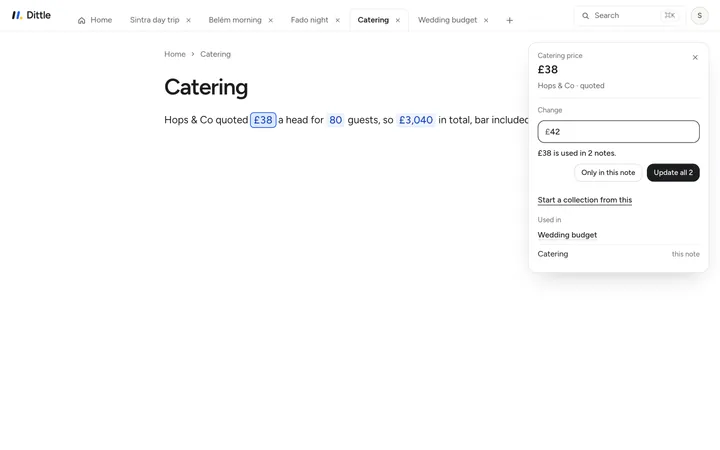 Dittle
Home
Sintra day trip ×
Belém morning ×
Fado night ×
Catering ×
Wedding budget ×
+
Search ⌘K
S
Home › Catering
Catering
Hops & Co quoted £38 a head for 80 guests, so £3,040 in total, bar included
Catering price ×
£38
Hops & Co · quoted
Change
£42
£38 is used in 2 notes.
Only in this note
Update all 2
Start a collection from this
Used in
Wedding budget
Catering this note